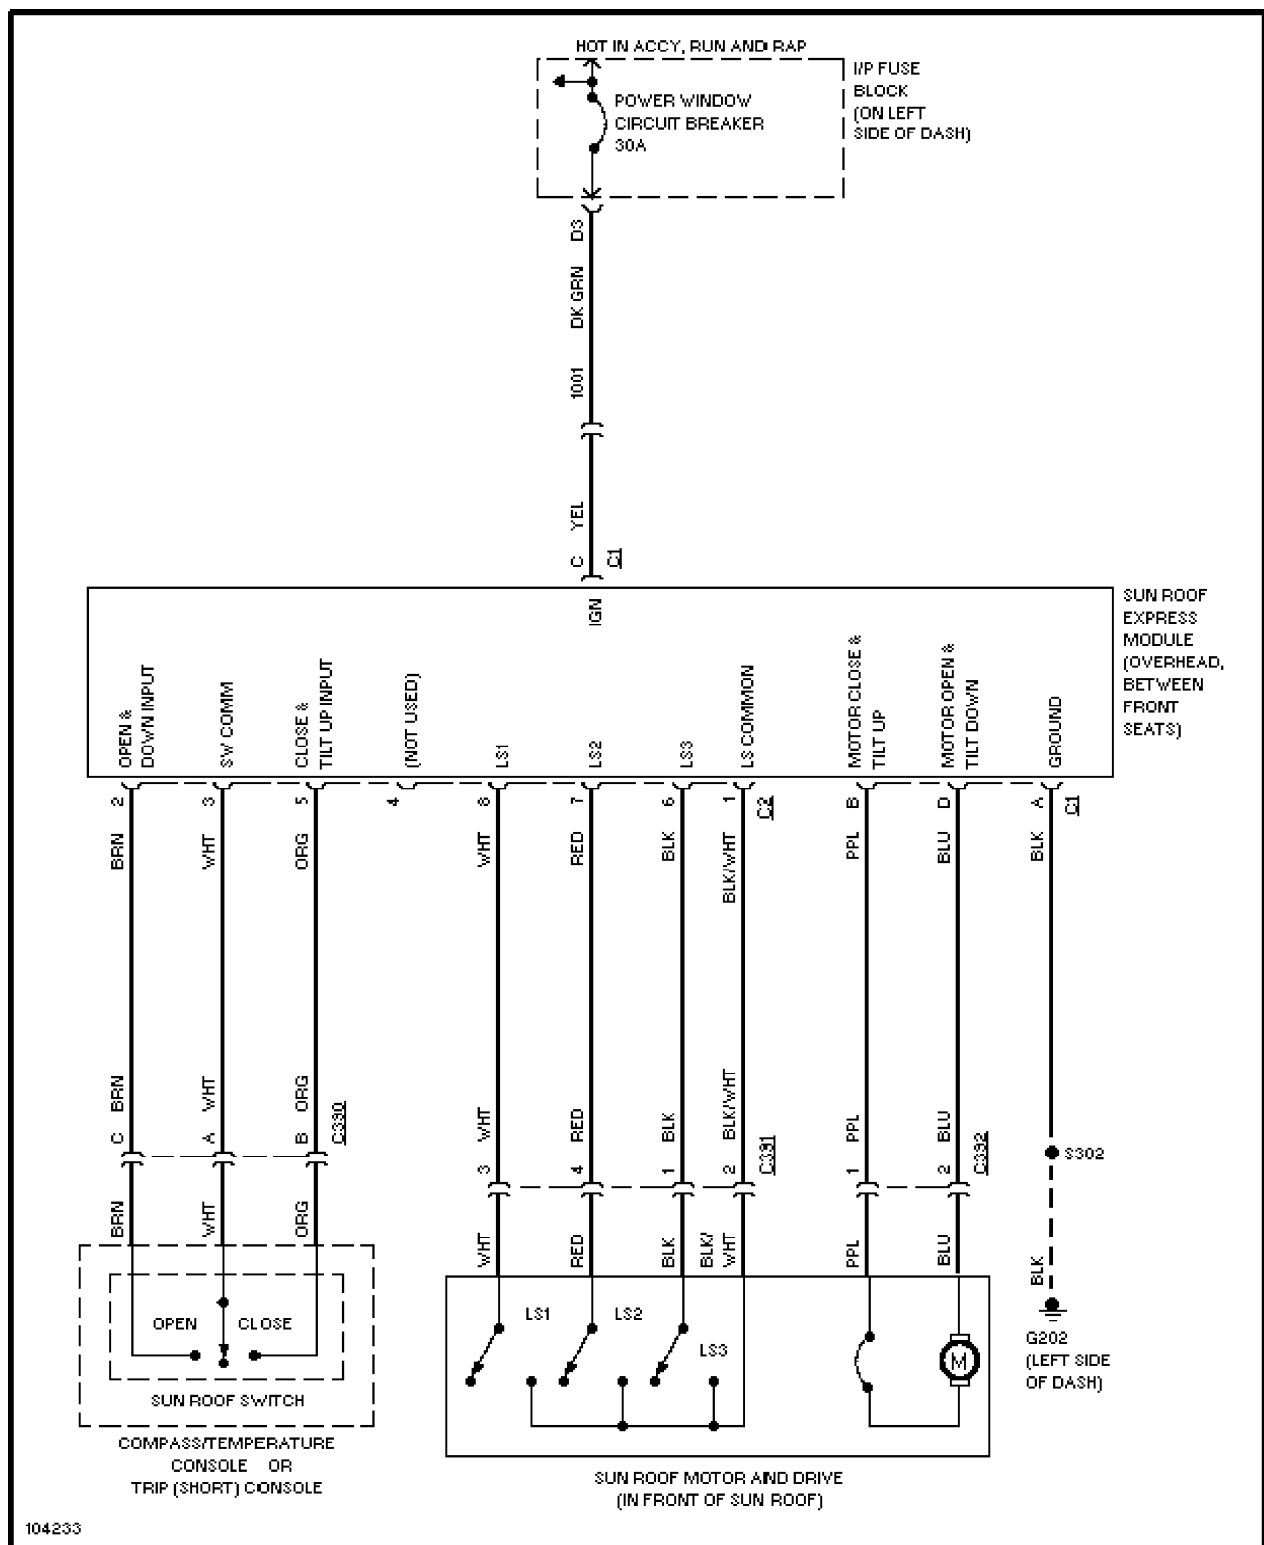 HOT IN ACCY, RUN AND RAP
I/P FUSE
BLOCK
(ON LEFT
SIDE OF DASH)
POWER WINDOW
CIRCUIT BREAKER
30A
D3
DK GRN
1001
YEL
C
C1
IGN
SUN ROOF
EXPRESS
MODULE
(OVERHEAD,
BETWEEN
FRONT
SEATS)
OPEN &
DOWN INPUT
SW COMM
CLOSE &
TILT UP INPUT
(NOT USED)
LS1
LS2
LS3
LS COMMON
MOTOR CLOSE &
TILT UP
MOTOR OPEN &
TILT DOWN
GROUND
2
3
5
4
8
7
6
1
C2
B
D
A
C1
BRN
WHT
ORG
WHT
RED
BLK
BLK/WHT
PPL
BLU
BLK
BRN
WHT
ORG
WHT
RED
BLK
BLK/WHT
PPL
BLU
C
A
B
C390
3
4
1
2
C391
1
2
C392
S302
BRN
WHT
ORG
WHT
RED
BLK
BLK/
WHT
PPL
BLU
BLK
OPEN
CLOSE
LS1
LS2
LS3
M
G202
(LEFT SIDE
OF DASH)
SUN ROOF SWITCH
COMPASS/TEMPERATURE
CONSOLE OR
TRIP (SHORT) CONSOLE
SUN ROOF MOTOR AND DRIVE
(IN FRONT OF SUN ROOF)
104233